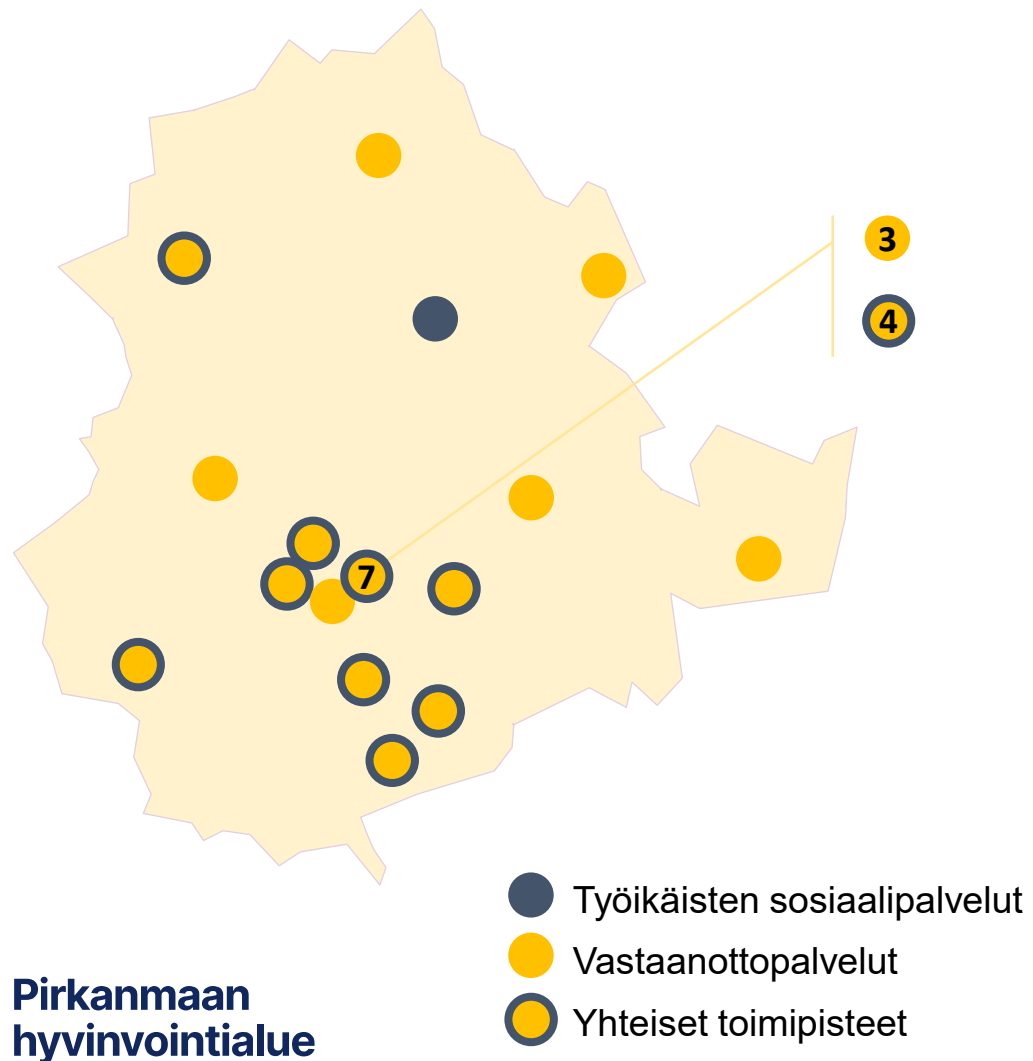 3
4
7
Työikäisten sosiaalipalvelut
Vastaanottopalvelut
Yhteiset toimipisteet
Pirkanmaan
hyvinvointialue